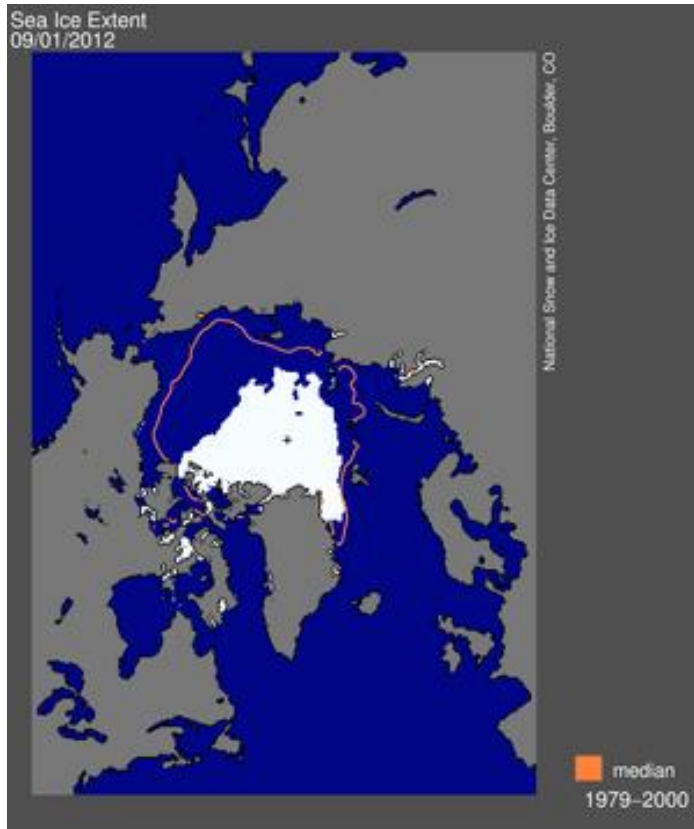 Sea Ice Extent
09/01/2012
National Snow and Ice Data Center, Boulder, CO
median
1979–2000